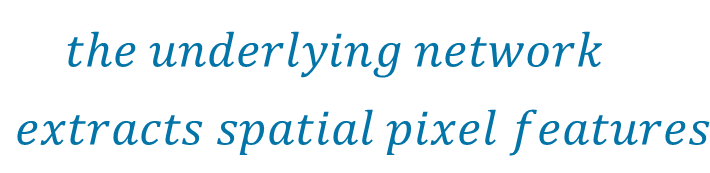 the underlying network
extracts spatial pixel features